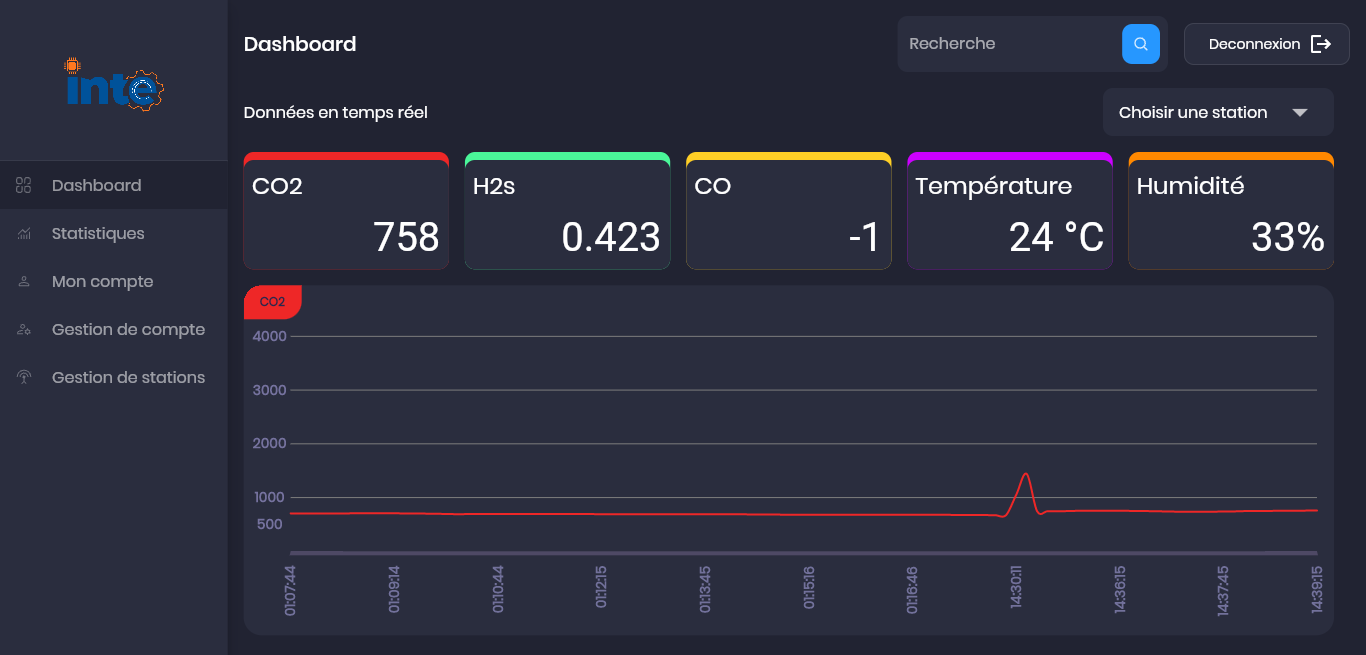 inte
Dashboard
Statistiques
Mon compte
Gestion de compte
Gestion de stations
Dashboard
Recherche
Deconnexion
Données en temps réel
Choisir une station
CO2
758
H2s
0.423
CO
-1
Température
24 °C
Humidité
33%
CO2
4000
3000
2000
1000
500
01:07:44
01:09:14
01:10:44
01:12:15
01:13:45
01:15:16
01:16:46
14:30:11
14:36:15
14:37:45
14:39:15